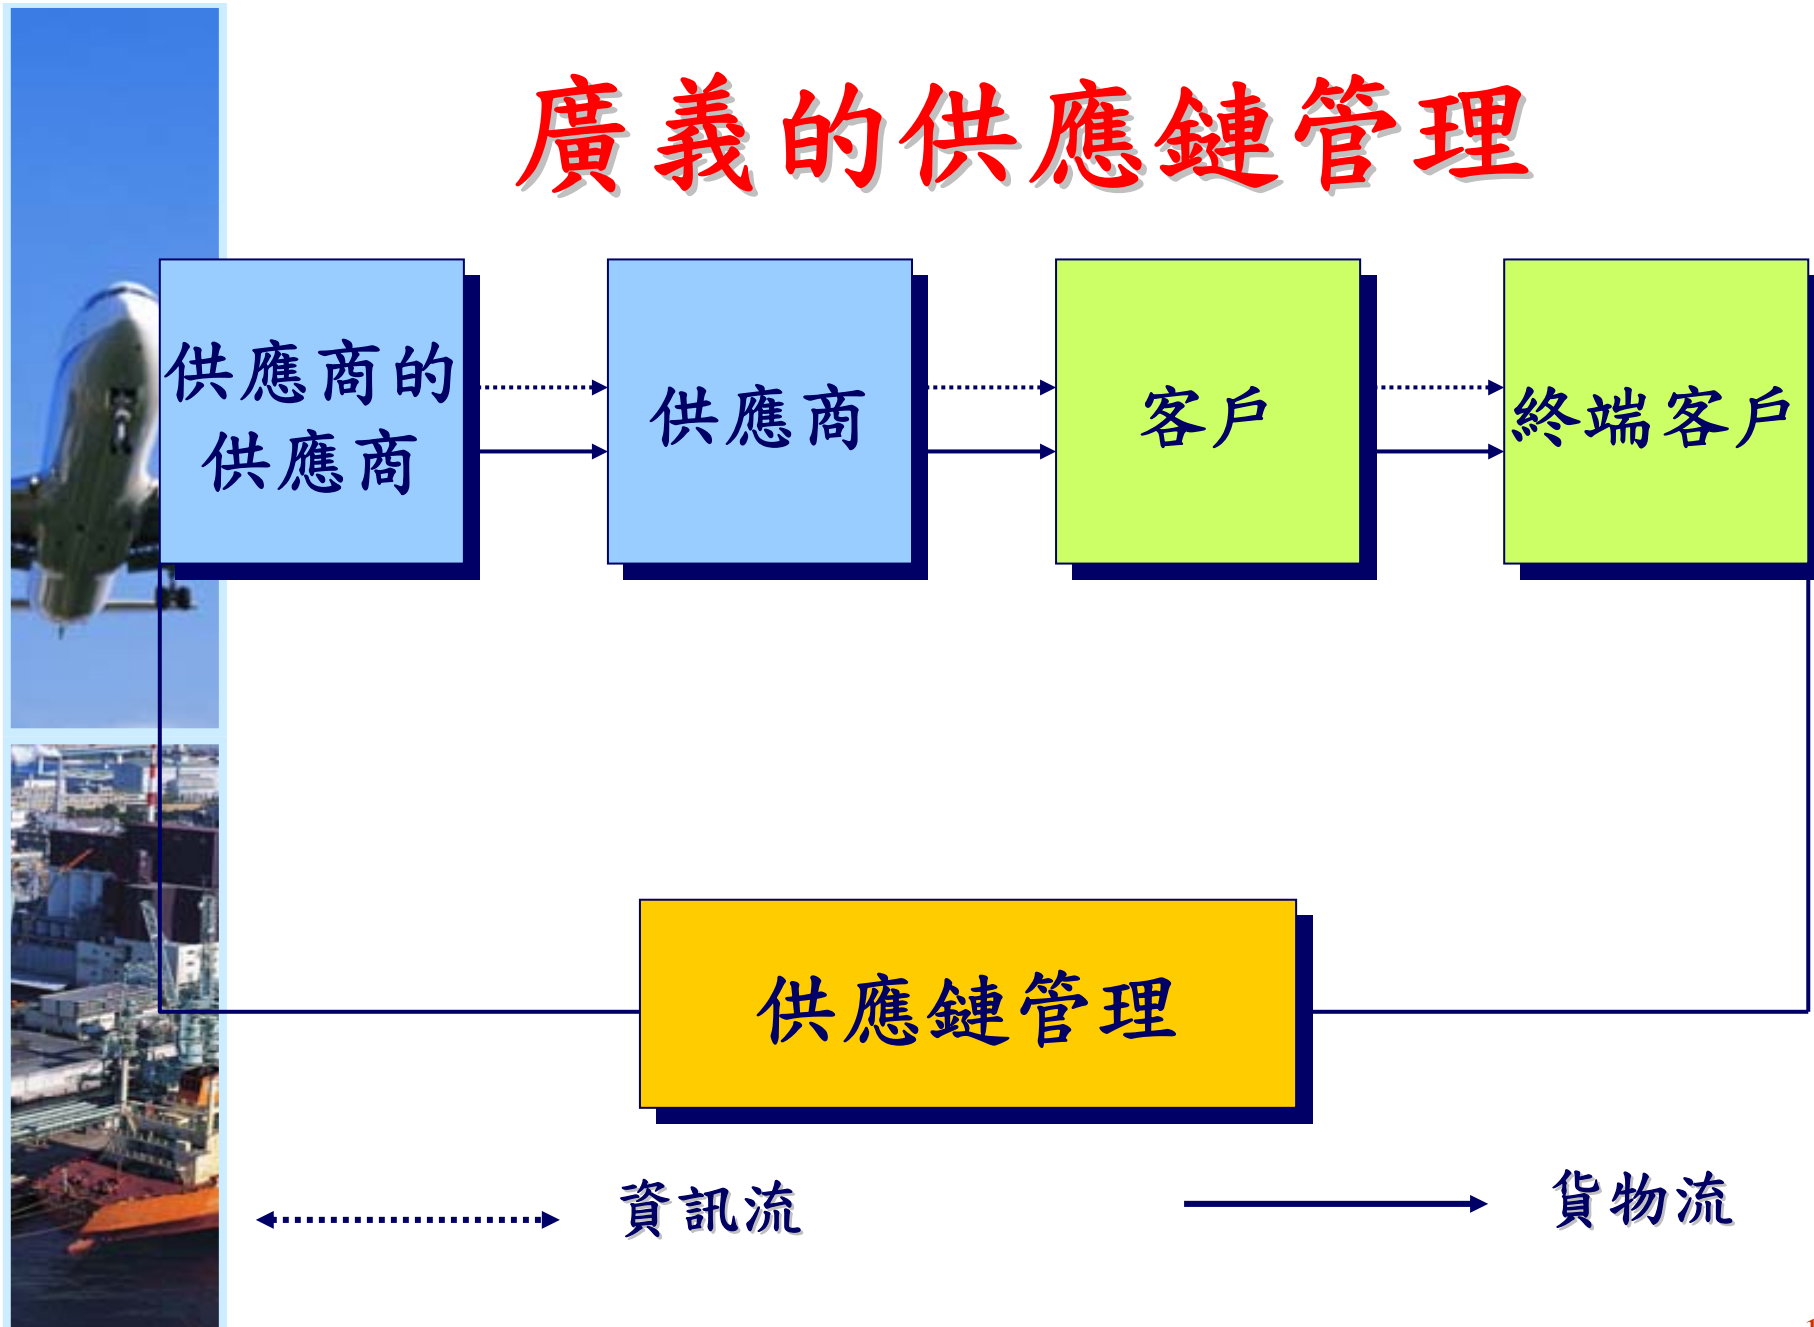 廣義的供應鏈管理
供應商的
供應商
供應商
客戶
終端客戶
供應鏈管理
資訊流
貨物流
1